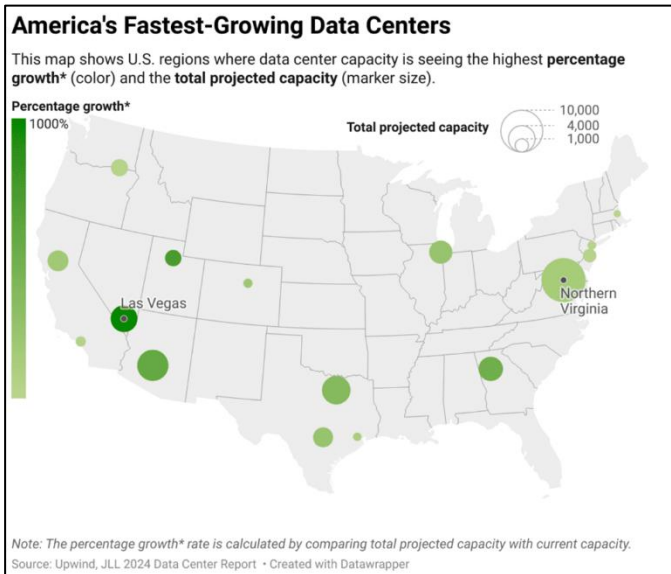 America's Fastest-Growing Data Centers
This map shows U.S. regions where data center capacity is seeing the highest percentage
growth* (color) and the total projected capacity (marker size).
Percentage growth*
1000%
Total projected capacity
10,000
4,000
1,000
Las Vegas
Northern
Virginia
Note: The percentage growth* rate is calculated by comparing total projected capacity with current capacity.
Source: Upwind, JLL 2024 Data Center Report • Created with Datawrapper